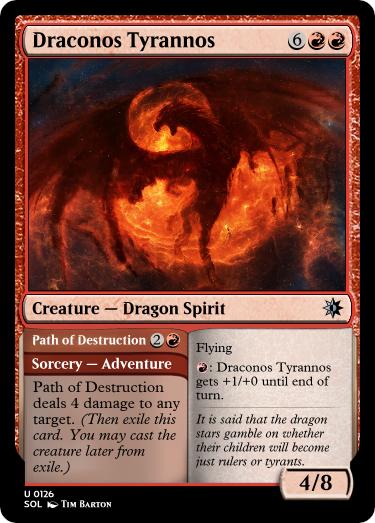 Draconos Tyrannos 6
Creature — Dragon Spirit
Path of Destruction 2
Sorcery — Adventure
Path of Destruction
deals 4 damage to any
target. (Then exile this
card. You may cast the
creature later from
exile.)
Flying
: Draconos Tyrannos
gets +1/+0 until end of
turn.
It is said that the dragon
stars gamble on whether
their children will become
just rulers or tyrants.
4/8
U 0126
SOL Tim Barton